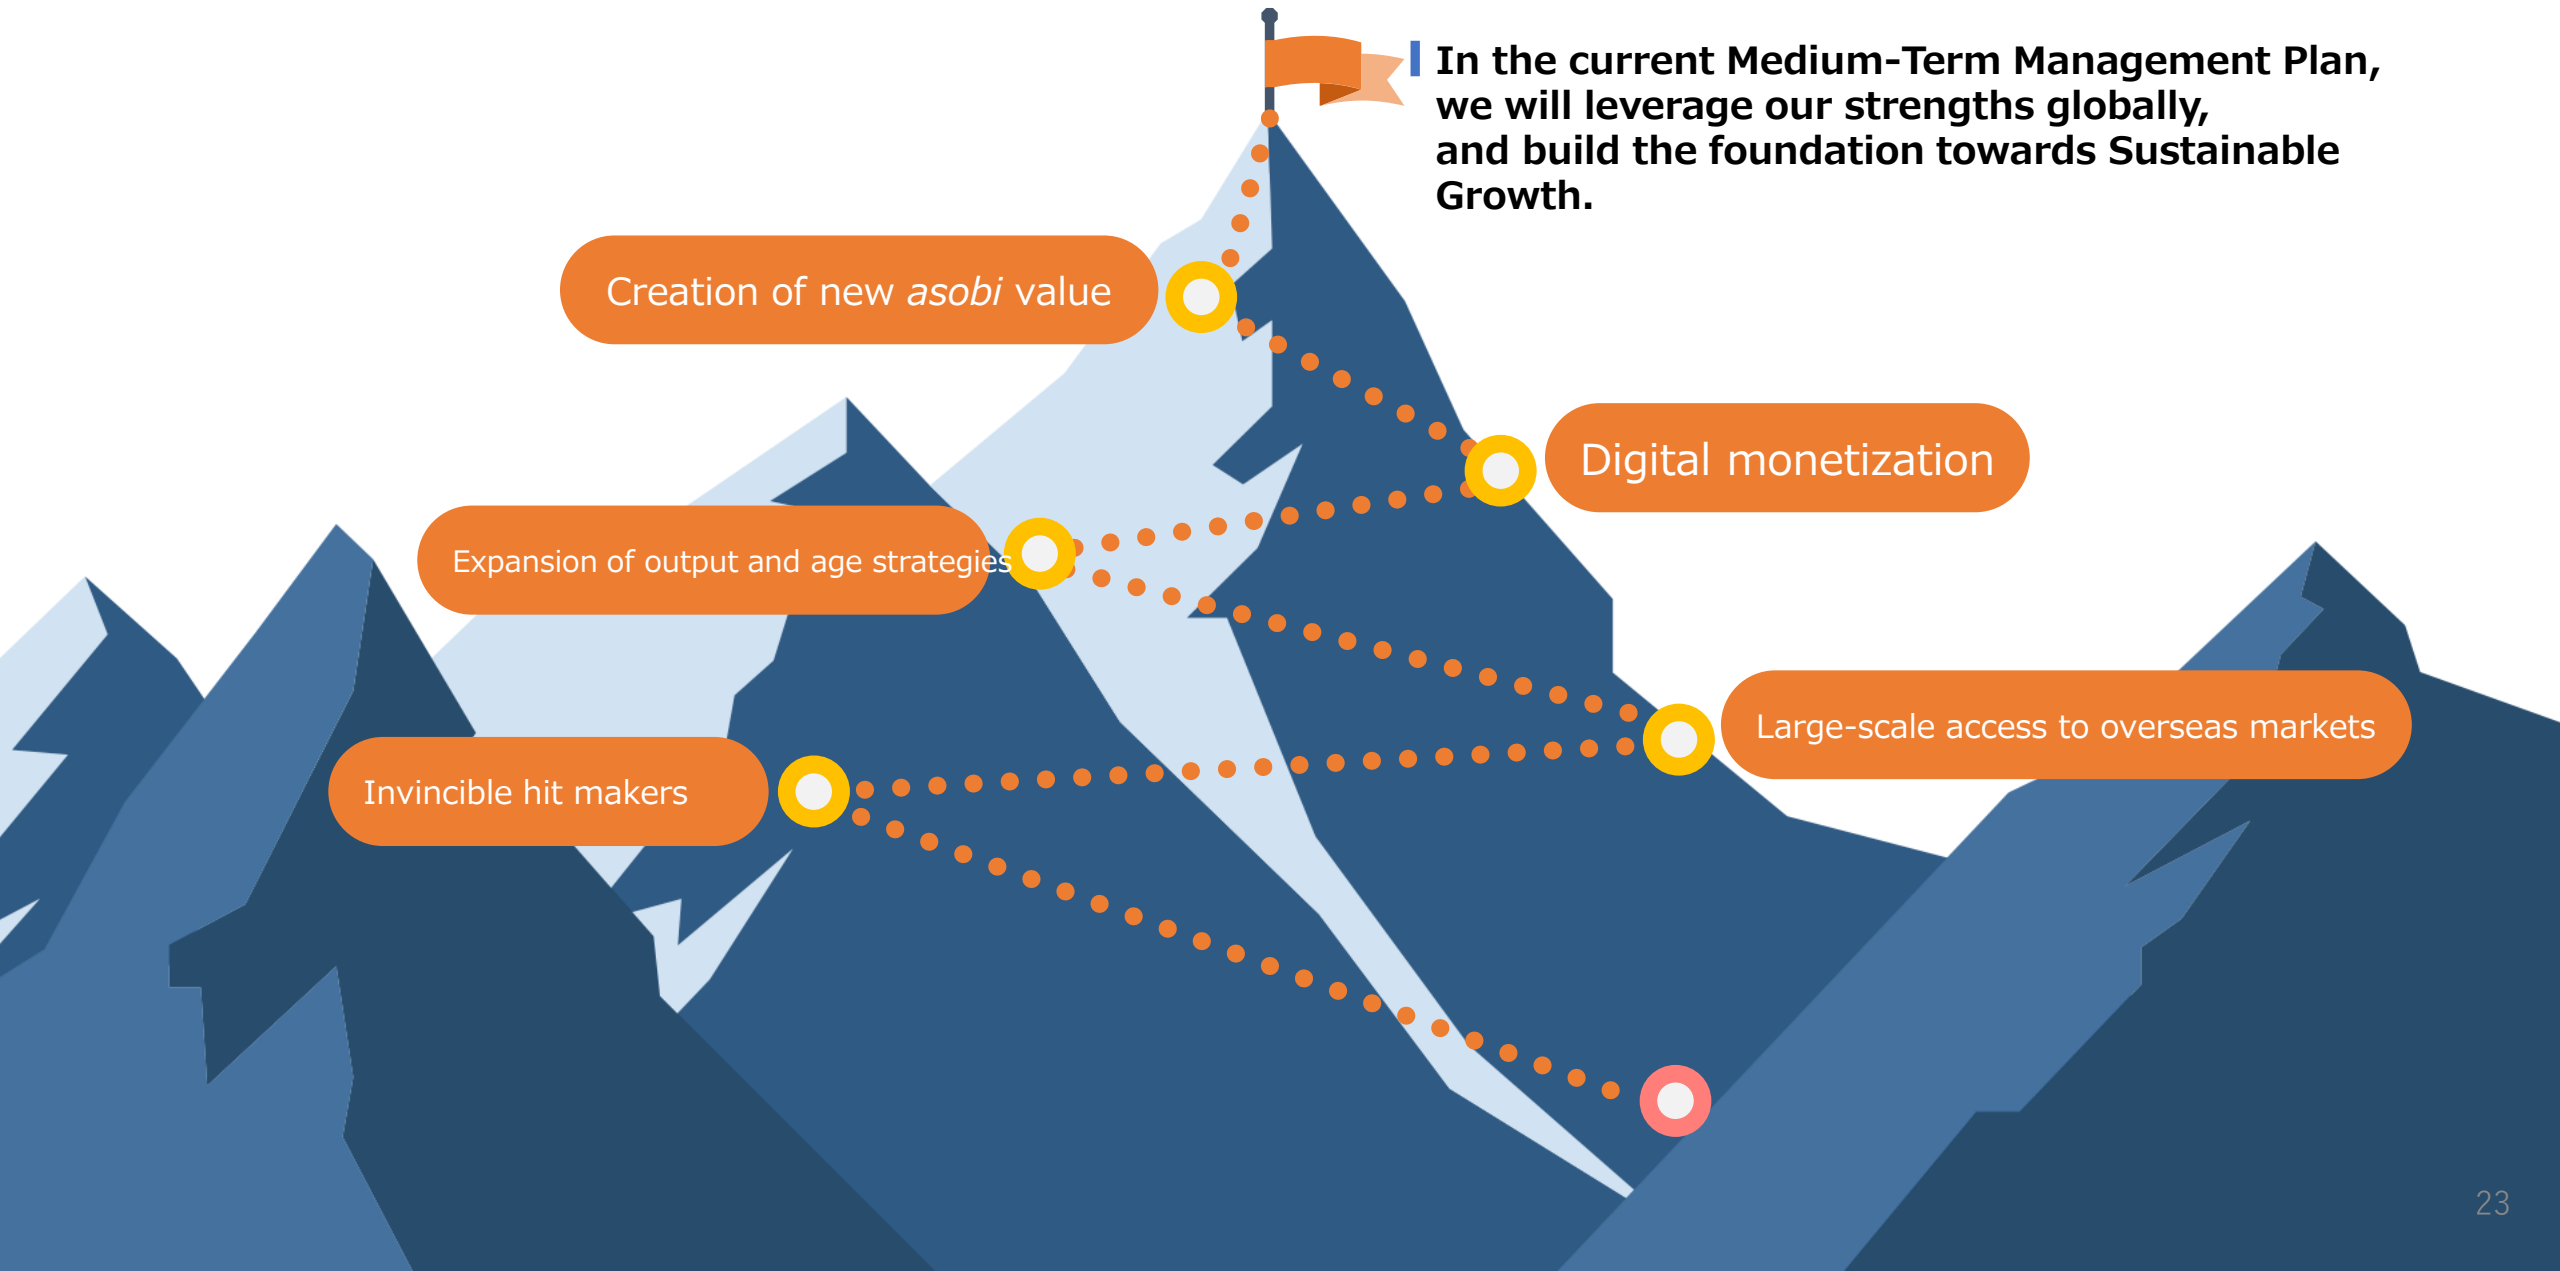 In the current Medium-Term Management Plan,
we will leverage our strengths globally,
and build the foundation towards Sustainable
Growth.
Creation of new asobi value
Digital monetization
Expansion of output and age strategies
Large-scale access to overseas markets
Invincible hit makers
23